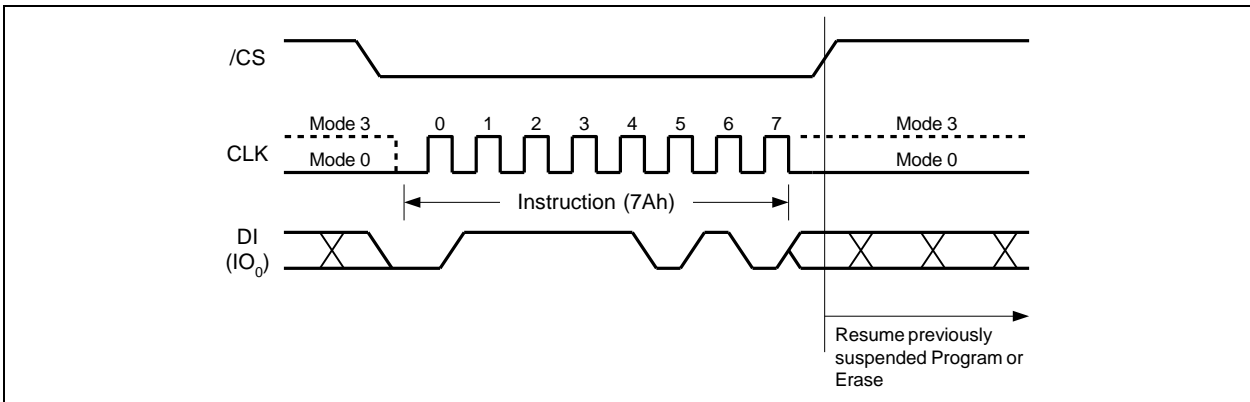 /CS
Mode 3 0 1 2 3 4 5 6 7 Mode 3
CLK
Mode 0 Mode 0
Instruction (7Ah)
DI
(IO0)
Resume previously
suspended Program or
Erase